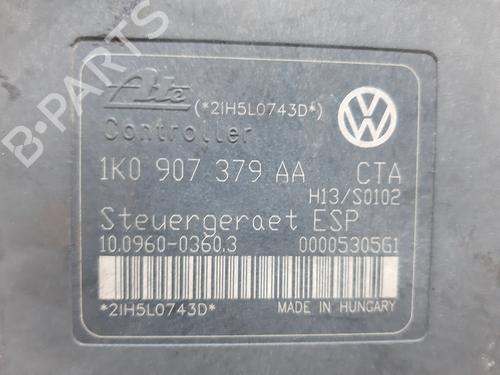 B-PARTS
Ate (*2IH5L0743D*)
Controller
1K0 907 379 AA CTA
H13/S0102
Steuergeraet ESP
10.0960-0360.3 00005305G1
*2IH5L0743D* MADE IN HUNGARY